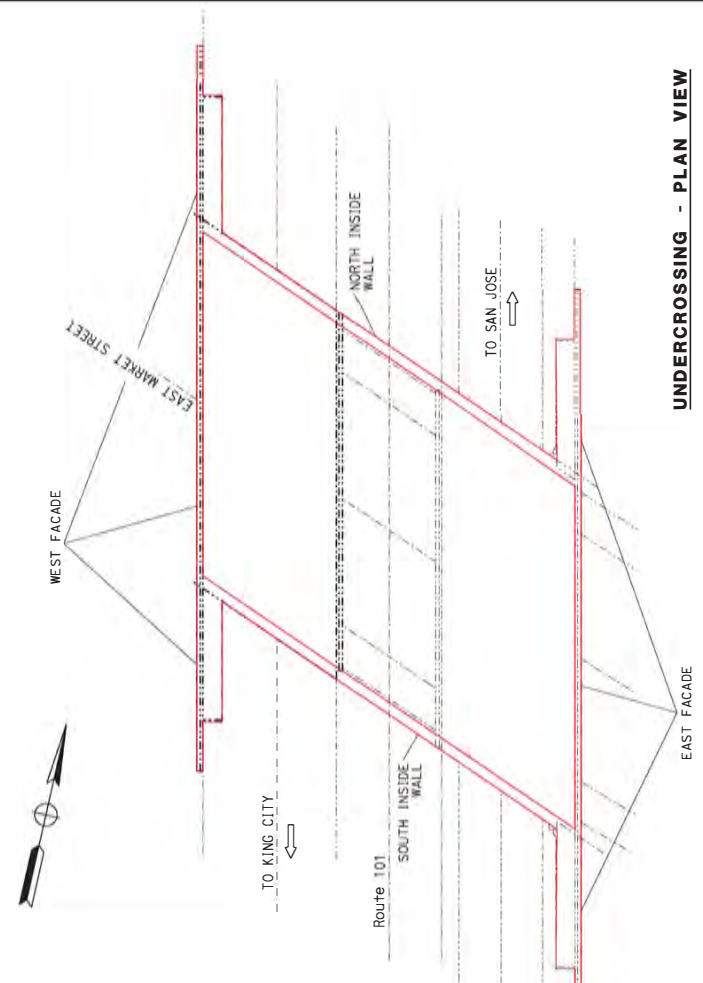 WEST FACADE
EAST MARKET STREET
NORTH INSIDE
WALL
TO SAN JOSE
TO KING CITY
Route 101
SOUTH INSIDE
WALL
EAST FACADE
UNDERCROSSING - PLAN VIEW